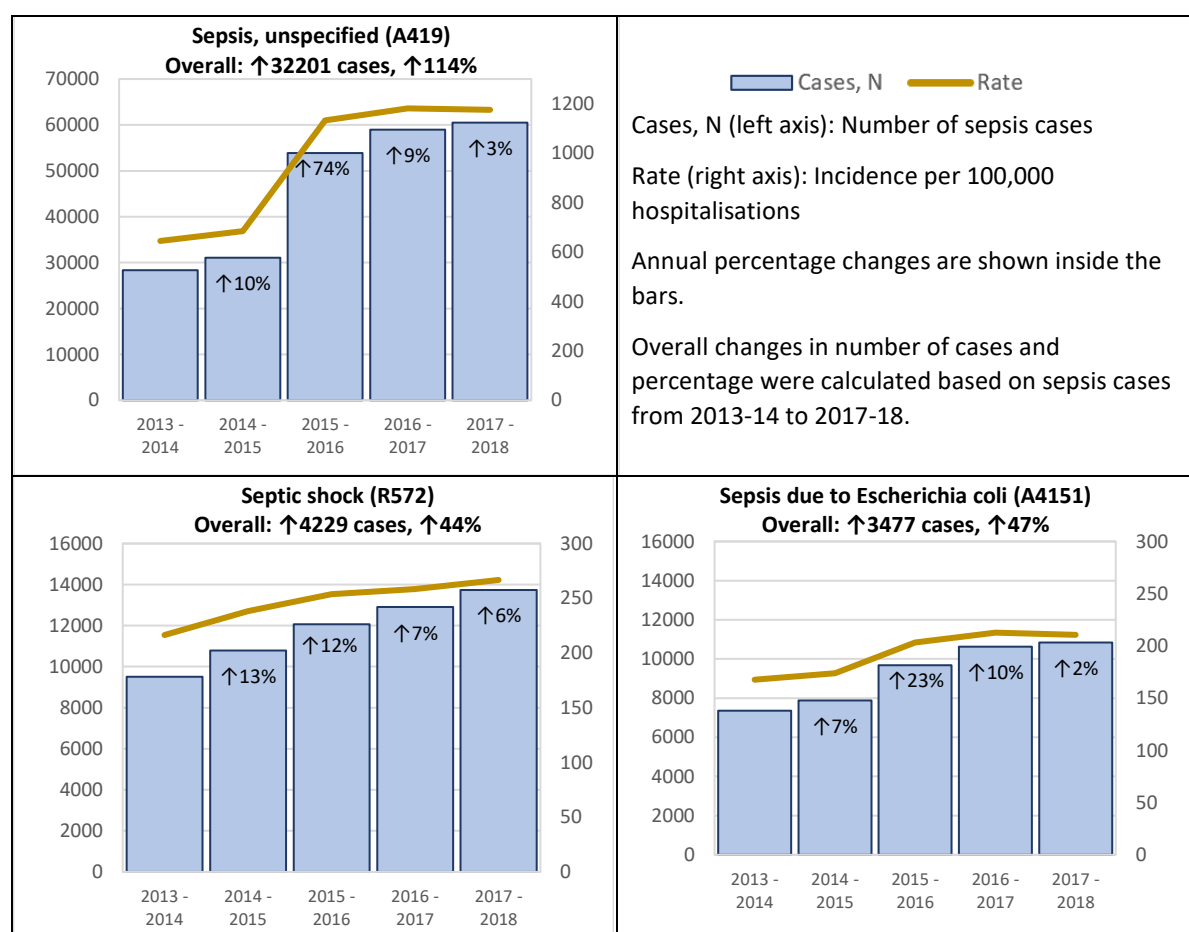 Sepsis, unspecified (A419)
Overall: ↑32201 cases, ↑114%
70000
60000
50000
40000
30000
20000
10000
0
1200
1000
800
600
400
200
0
↑10%
↑74%
↑9%
↑3%
2013 - 2014
2014 - 2015
2015 - 2016
2016 - 2017
2017 - 2018
Cases, N
Rate
Cases, N (left axis): Number of sepsis cases
Rate (right axis): Incidence per 100,000
hospitalisations
Annual percentage changes are shown inside the
bars.
Overall changes in number of cases and
percentage were calculated based on sepsis cases
from 2013-14 to 2017-18.
Septic shock (R572)
Overall: ↑4229 cases, ↑44%
16000
14000
12000
10000
8000
6000
4000
2000
0
300
250
200
150
100
50
0
↑13%
↑12%
↑7%
↑6%
2013 - 2014
2014 - 2015
2015 - 2016
2016 - 2017
2017 - 2018
Sepsis due to Escherichia coli (A4151)
Overall: ↑3477 cases, ↑47%
16000
14000
12000
10000
8000
6000
4000
2000
0
300
250
200
150
100
50
0
↑7%
↑23%
↑10%
↑2%
2013 - 2014
2014 - 2015
2015 - 2016
2016 - 2017
2017 - 2018